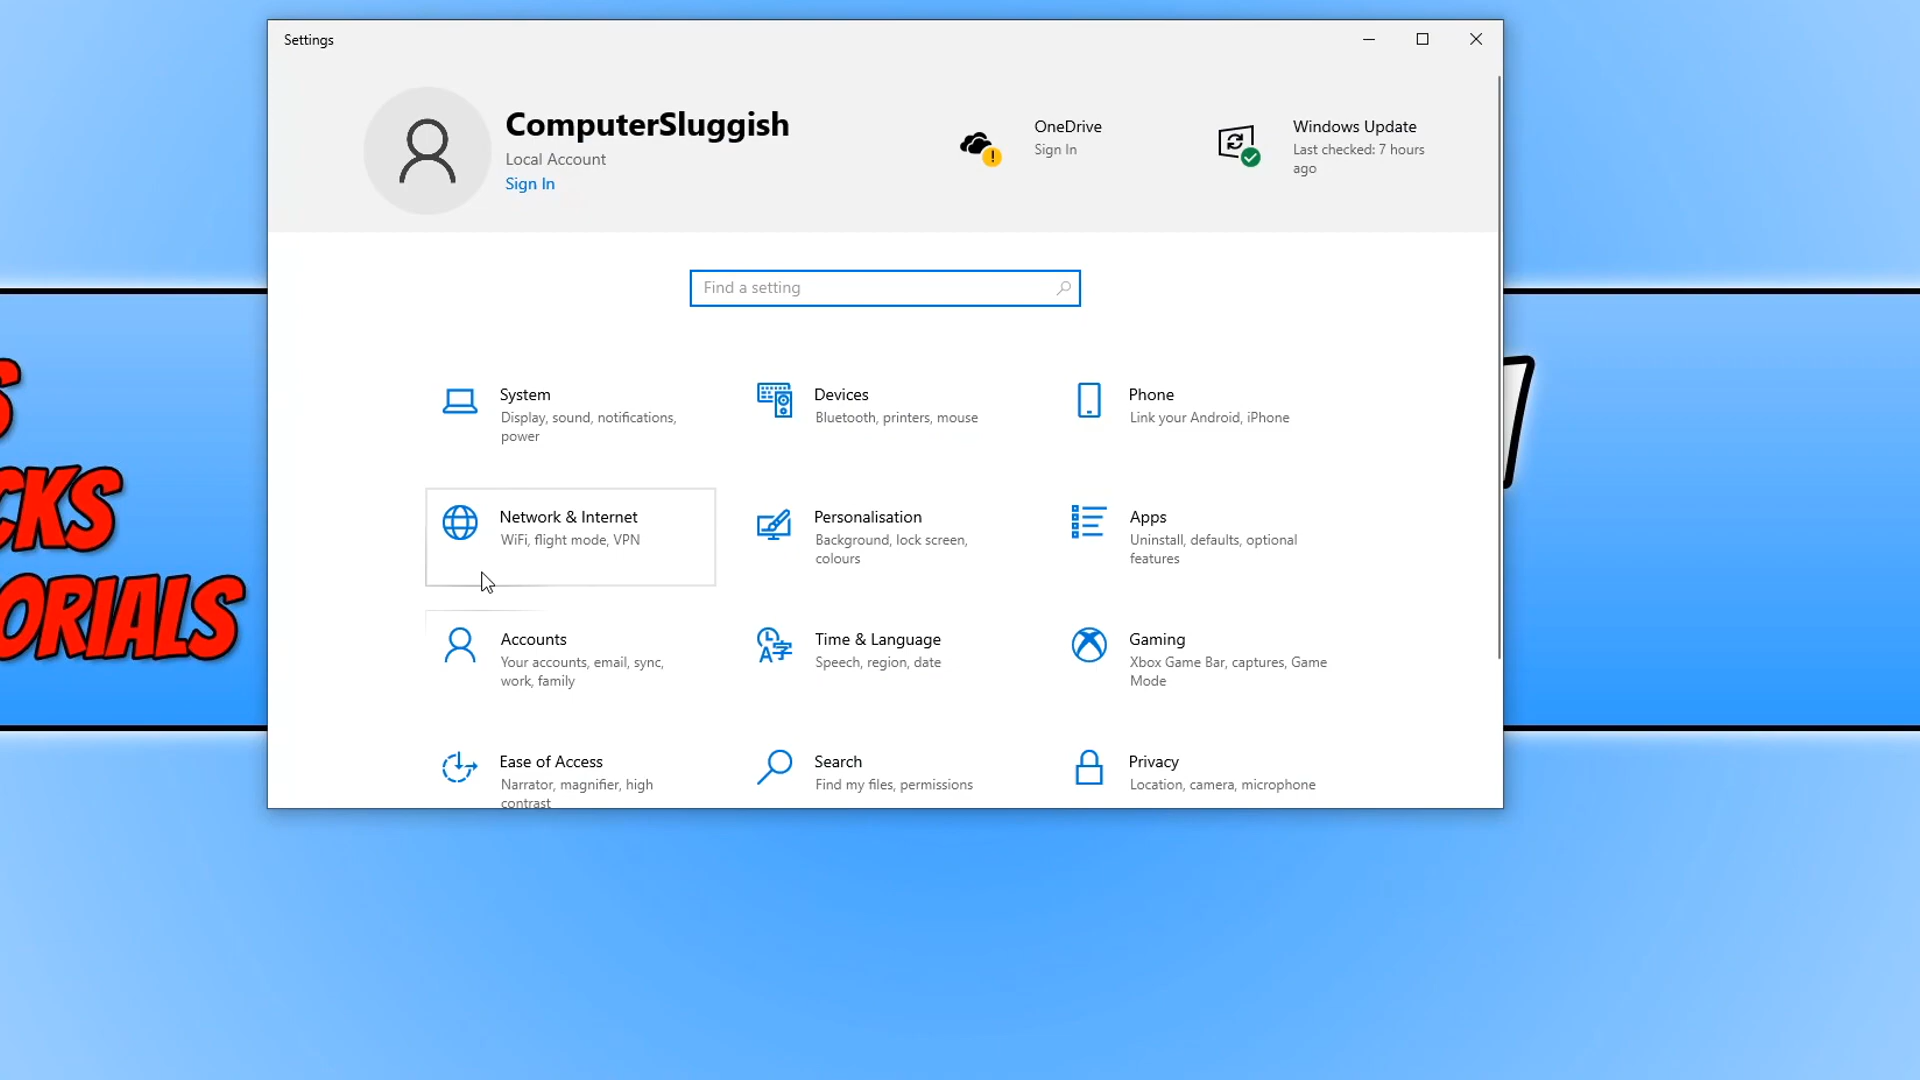 Settings
ComputerSluggish
Local Account
Sign In
OneDrive
Sign In
Windows Update
Last checked: 7 hours
ago
Find a setting
System
Display, sound, notifications,
power
Devices
Bluetooth, printers, mouse
Phone
Link your Android, iPhone
Network & Internet
WiFi, flight mode, VPN
Personalisation
Background, lock screen,
colours
Apps
Uninstall, defaults, optional
features
Accounts
Your accounts, email, sync,
work, family
Time & Language
Speech, region, date
Gaming
Xbox Game Bar, captures, Game
Mode
Ease of Access
Narrator, magnifier, high
contrast
Search
Find my files, permissions
Privacy
Location, camera, microphone
S
CKS
ORIALS